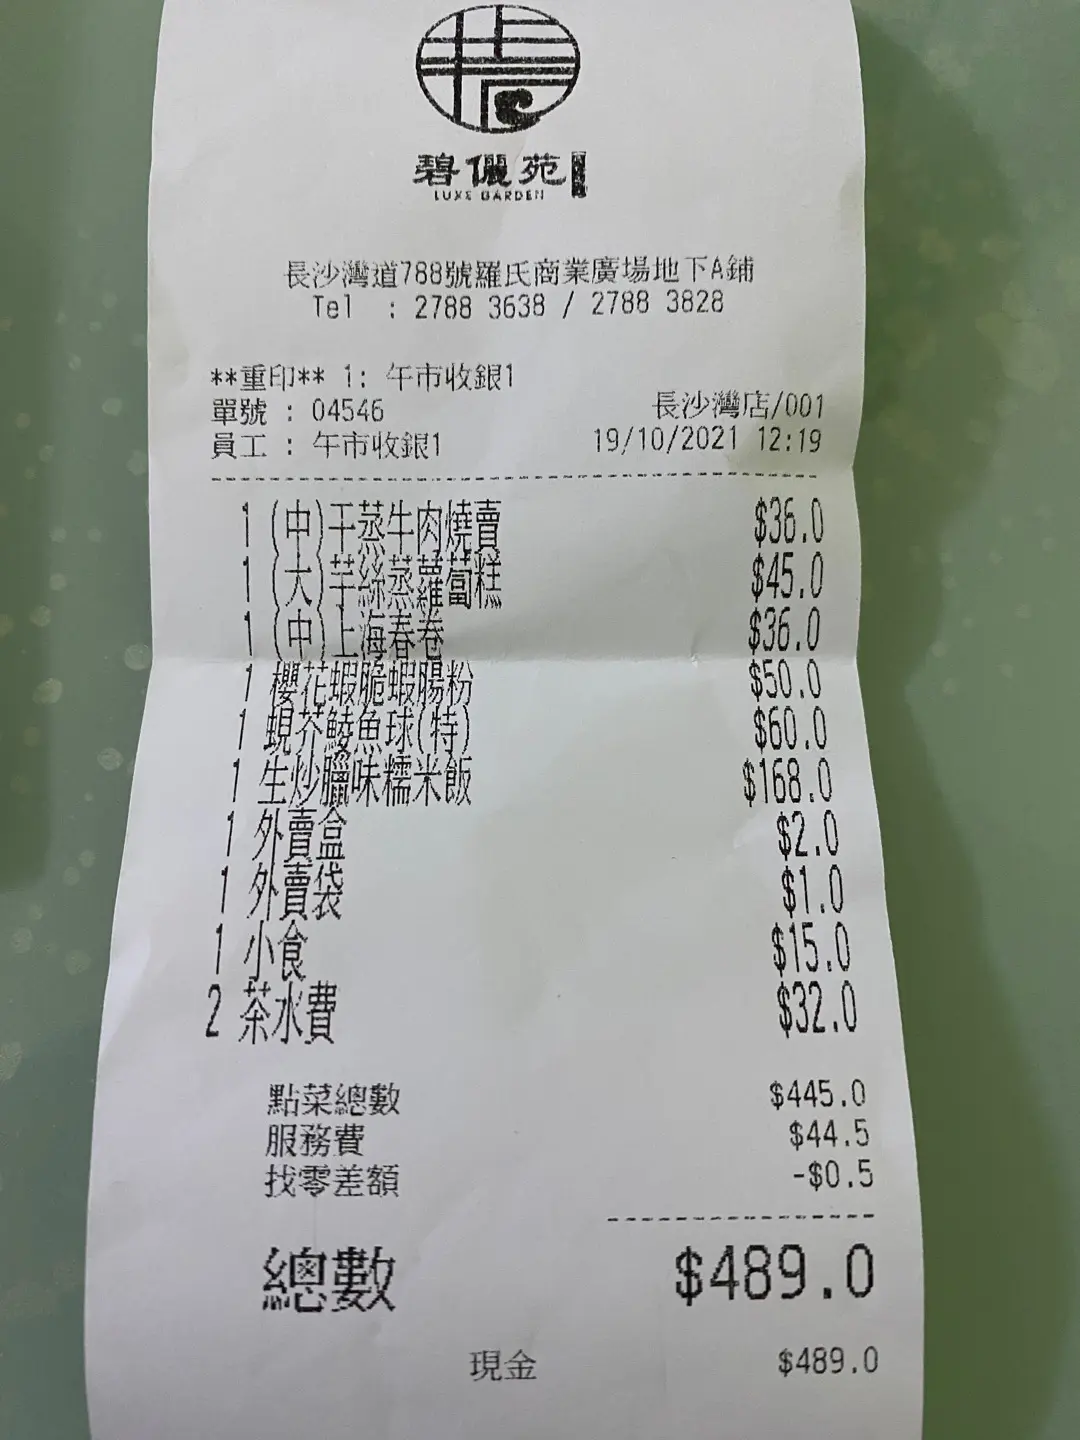 碧儷苑
LUXE GARDEN
長沙灣道788號羅氏商業廣場地下A鋪
Tel : 2788 3638 / 2788 3828
**重印** 1: 午市收銀1
單號 : 04546 長沙灣店/001
員工 : 午市收銀1 19/10/2021 12:19
1 (中)干蒸牛肉燒賣 $36.0
1 (大)芋絲蒸蘿蔔糕 $45.0
1 (中)上海春卷 $36.0
1 櫻花蝦脆蝦腸粉 $50.0
1 蜆芥鯪魚球(特) $60.0
1 生炒臘味糯米飯 $168.0
1 外賣盒 $2.0
1 外賣袋 $1.0
1 小食 $15.0
2 茶水費 $32.0
點菜總數 $445.0
服務費 $44.5
找零差額 -$0.5
總數 $489.0
現金 $489.0